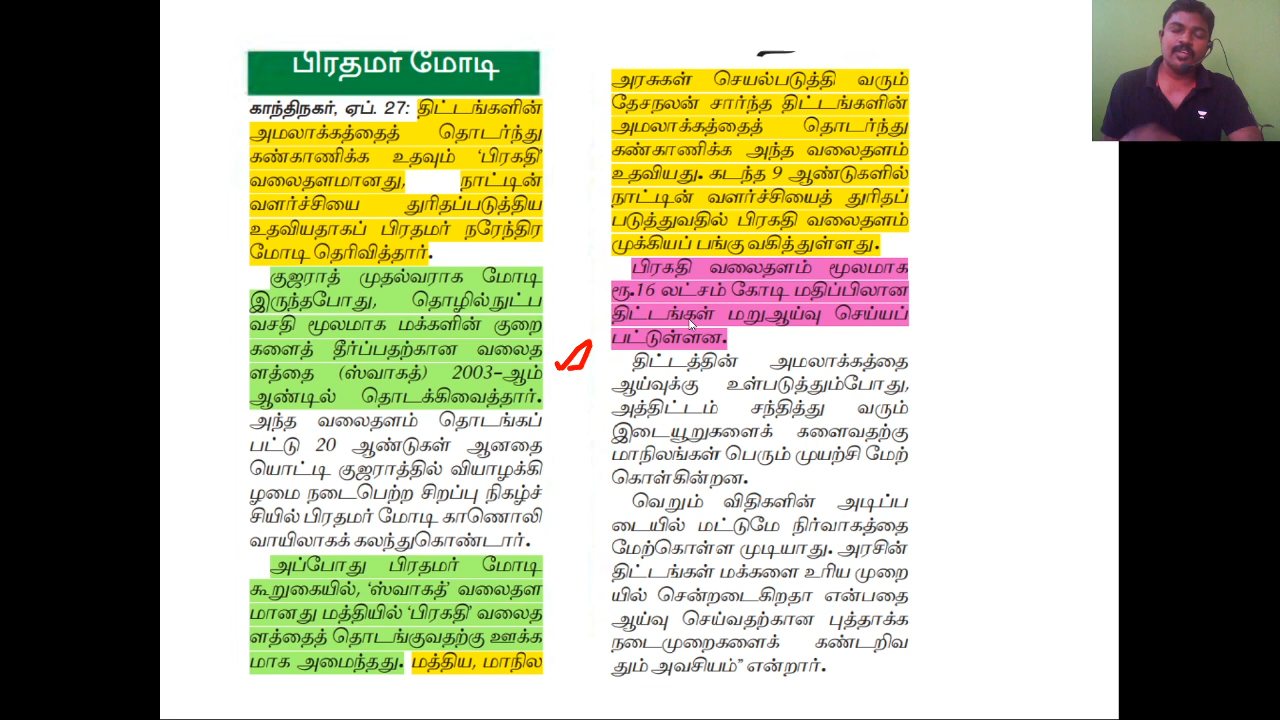 பிரதமர் மோடி
காந்திநகர், ஏப். 27: திட்டங்களின்
அமலாக்கத்தைத் தொடர்ந்து
கண்காணிக்க உதவும் ‘பிரகதி’
வலைதளமானது, நாட்டின்
வளர்ச்சியை துரிதப்படுத்திய
உதவியதாகப் பிரதமர் நரேந்திர
மோடி தெரிவித்தார்.
குஜராத் முதல்வராக மோடி
இருந்தபோது, தொழில்நுட்ப
வசதி மூலமாக மக்களின் குறை
களைத் தீர்ப்பதற்கான வலைத
ளத்தை (ஸ்வாகத்) 2003-ஆம்
ஆண்டில் தொடக்கிவைத்தார்.
அந்த வலைதளம் தொடங்கப்
பட்டு 20 ஆண்டுகள் ஆனதை
யொட்டி குஜராத்தில் வியாழக்கி
ழமை நடைபெற்ற சிறப்பு நிகழ்ச்
சியில் பிரதமர் மோடி காணொலி
வாயிலாகக் கலந்துகொண்டார்.
அப்போது பிரதமர் மோடி
கூறுகையில், ‘ஸ்வாகத்’ வலைதள
மானது மத்தியில் ‘பிரகதி’ வலைத
ளத்தைத் தொடங்குவதற்கு ஊக்க
மாக அமைந்தது. மத்திய, மாநில
அரசுகள் செயல்படுத்தி வரும்
தேசநலன் சார்ந்த திட்டங்களின்
அமலாக்கத்தைத் தொடர்ந்து
கண்காணிக்க அந்த வலைதளம்
உதவியது. கடந்த 9 ஆண்டுகளில்
நாட்டின் வளர்ச்சியைத் துரிதப்
படுத்துவதில் பிரகதி வலைதளம்
முக்கியப் பங்கு வகித்துள்ளது.
பிரகதி வலைதளம் மூலமாக
ரூ.16 லட்சம் கோடி மதிப்பிலான
திட்டங்கள் மறுஆய்வு செய்யப்
பட்டுள்ளன.
திட்டத்தின் அமலாக்கத்தை
ஆய்வுக்கு உள்படுத்தும்போது,
அத்திட்டம் சந்தித்து வரும்
இடையூறுகளைக் களைவதற்கு
மாநிலங்கள் பெரும் முயற்சி மேற்
கொள்கின்றன.
வெறும் விதிகளின் அடிப்ப
டையில் மட்டுமே நிர்வாகத்தை
மேற்கொள்ள முடியாது. அரசின்
திட்டங்கள் மக்களை உரிய முறை
யில் சென்றடைகிறதா என்பதை
ஆய்வு செய்வதற்கான புத்தாக்க
நடைமுறைகளைக் கண்டறிவ
தும் அவசியம்” என்றார்.